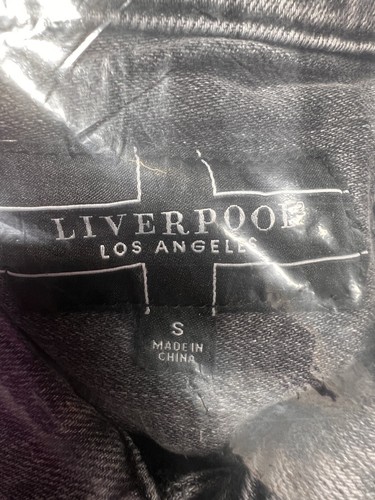 LIVERPOOL
LOS ANGELES
S
MADE IN
CHINA